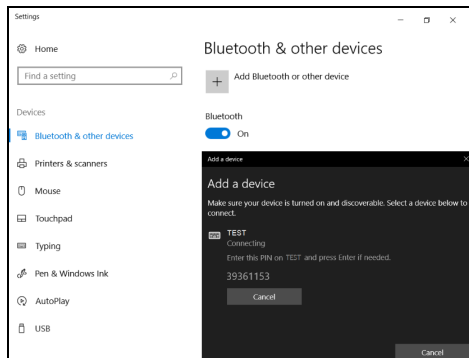 Settings
Home
Find a setting
Devices
Bluetooth & other devices
Printers & scanners
Mouse
Touchpad
Typing
Pen & Windows Ink
AutoPlay
USB
Bluetooth & other devices
Add Bluetooth or other device
Bluetooth
On
Add a device
Add a device
Make sure your device is turned on and discoverable. Select a device below to
connect.
TEST
Connecting
Enter this PIN on TEST and press Enter if needed.
39361153
Cancel
Cancel